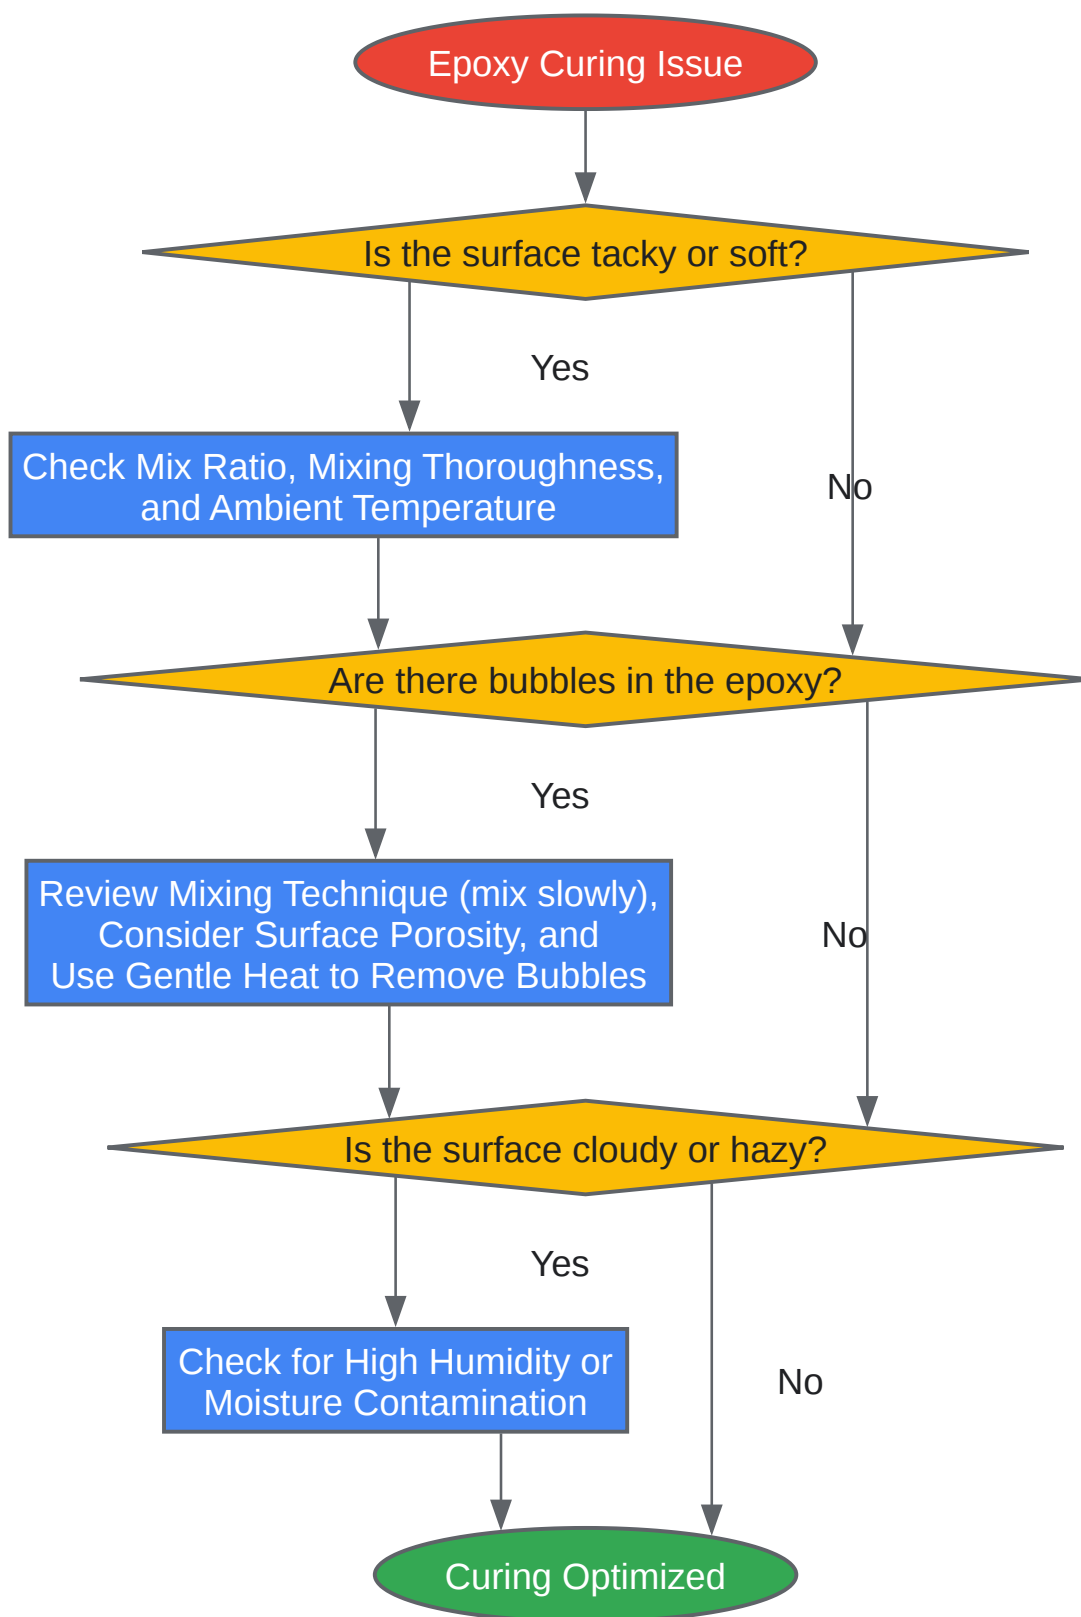 Epoxy Curing Issue
Is the surface tacky or soft?
Yes
Check Mix Ratio, Mixing Thoroughness,
and Ambient Temperature
No
Are there bubbles in the epoxy?
Yes
Review Mixing Technique (mix slowly),
Consider Surface Porosity, and
Use Gentle Heat to Remove Bubbles
No
Is the surface cloudy or hazy?
Yes
Check for High Humidity or
Moisture Contamination
No
Curing Optimized